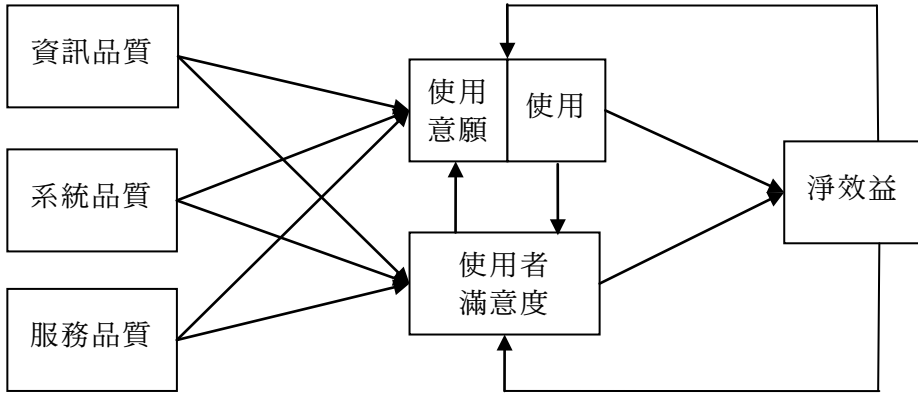 資訊品質
系統品質
服務品質
使用
意願
使用
使用者
滿意度
淨效益